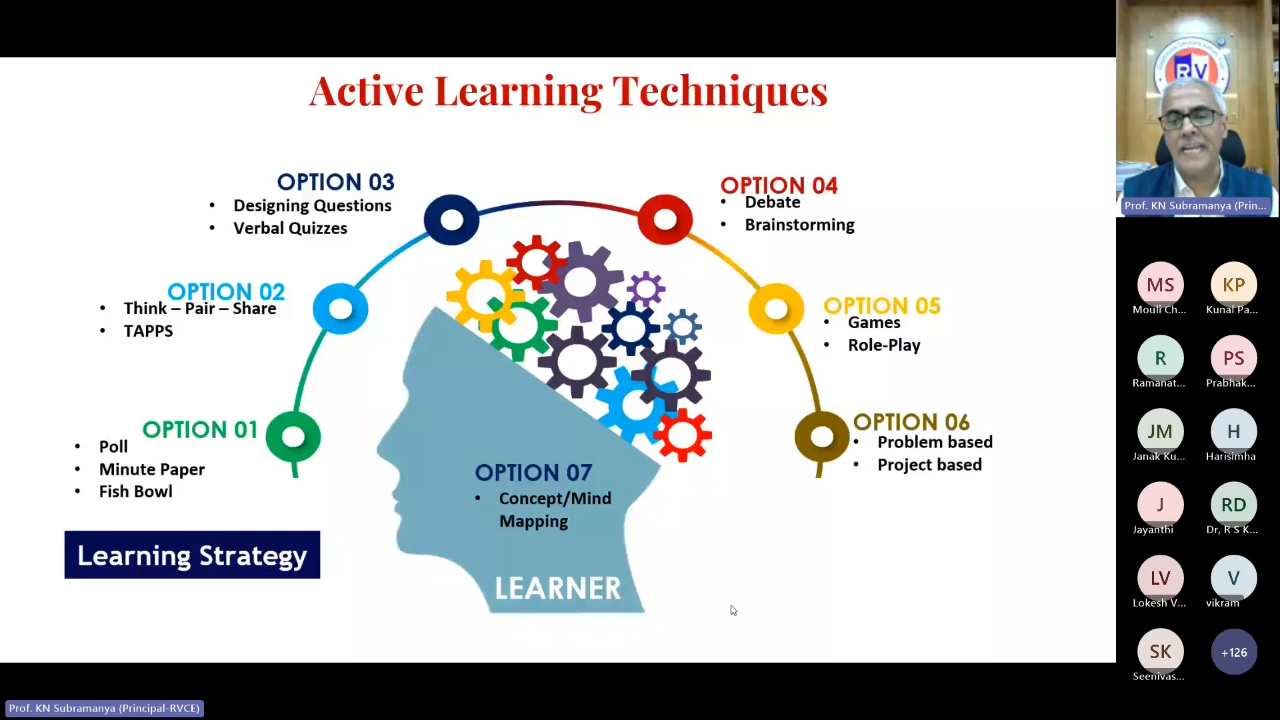 Active Learning Techniques
OPTION 03
• Designing Questions
• Verbal Quizzes
OPTION 04
• Debate
• Brainstorming
OPTION 02
• Think – Pair – Share
• TAPPS
OPTION 05
• Games
• Role-Play
OPTION 01
• Poll
• Minute Paper
• Fish Bowl
OPTION 06
• Problem based
• Project based
OPTION 07
• Concept/Mind
Mapping
Learning Strategy
LEARNER
RV
Prof. KN Subramanya (Prin...
MS
Mouli Ch...
KP
Kunal Pa...
R
Ramanat...
PS
Prabhak...
JM
Janak Ku...
H
Harisimha
J
Jayanthi
RD
Dr, R S K...
LV
Lokesh V...
V
vikram
SK
Seenivas...
+126
Prof. KN Subramanya (Principal-RVCE)